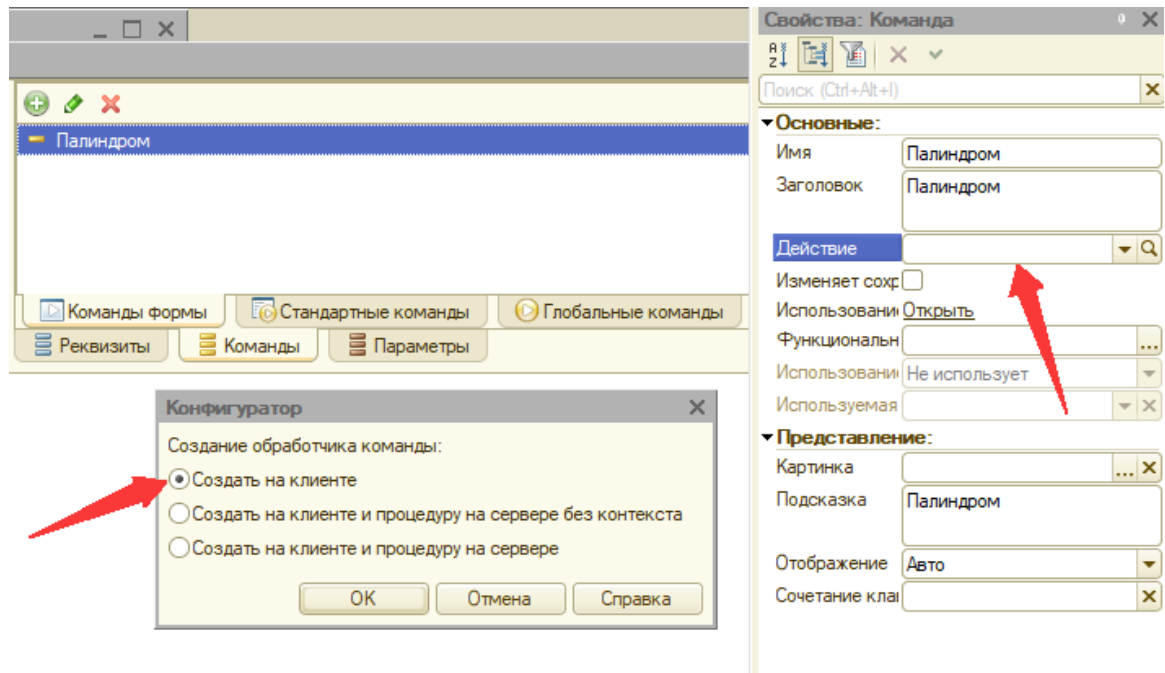 Палиндром
Команды формы
Стандартные команды
Глобальные команды
Реквизиты
Команды
Параметры
Конфигуратор
Создание обработчика команды:
Создать на клиенте
Создать на клиенте и процедуру на сервере без контекста
Создать на клиенте и процедуру на сервере
ОК
Отмена
Справка
Свойства: Команда
Поиск (Ctrl+Alt+I)
Основные:
Имя
Палиндром
Заголовок
Палиндром
Действие
Изменяет сохр
Использовани
Открыть
Функциональн
Использование
Не использует
Используемая
Представление:
Картинка
Подсказка
Палиндром
Отображение
Авто
Сочетание кла